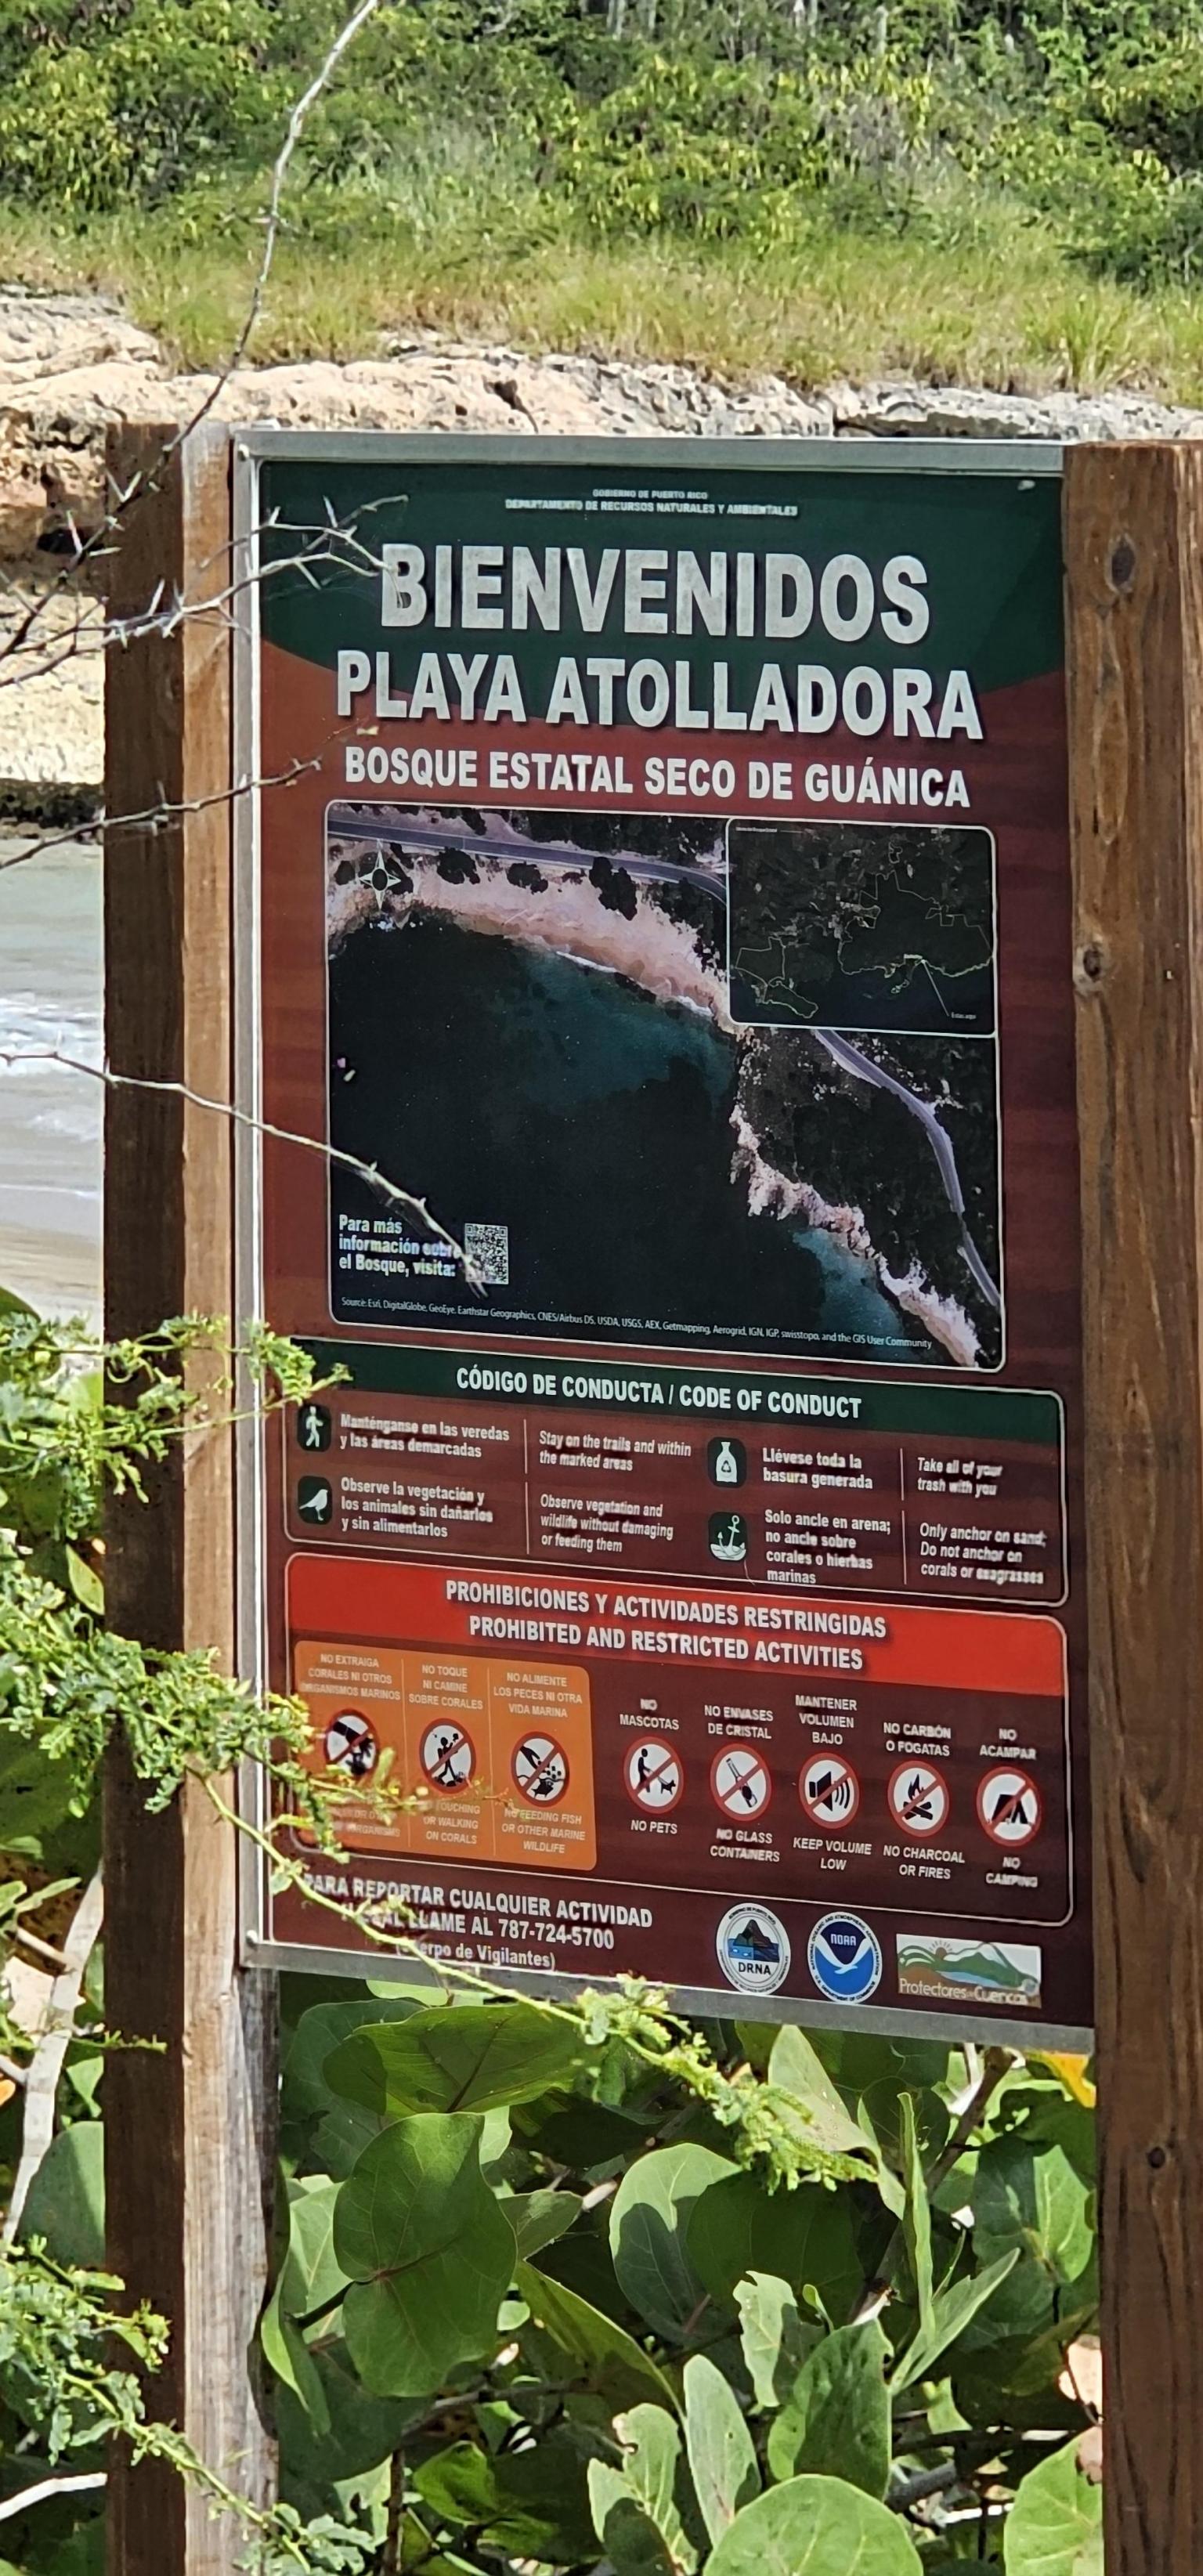 GOBIERNO DE PUERTO RICO
DEPARTAMENTO DE RECURSOS NATURALES Y AMBIENTALES
BIENVENIDOS
PLAYA ATOLLADORA
BOSQUE ESTATAL SECO DE GUÁNICA
Estás aquí
Para más
información sobre
el Bosque, visita:
Source: Esri, DigitalGlobe, GeoEye, Earthstar Geographics, CNES/Airbus DS, USDA, USGS, AEX, Getmapping, Aerogrid, IGN, IGP, swisstopo, and the GIS User Community
CÓDIGO DE CONDUCTA / CODE OF CONDUCT
Manténganse en las veredas
y las áreas demarcadas
Stay on the trails and within
the marked areas
Llévese toda la
basura generada
Take all of your
trash with you
Observe la vegetación y
los animales sin dañarlos
y sin alimentarlos
Observe vegetation and
wildlife without damaging
or feeding them
Solo ancle en arena;
no ancle sobre
corales o hierbas
marinas
Only anchor on sand;
Do not anchor on
corals or seagrasses
PROHIBICIONES Y ACTIVIDADES RESTRINGIDAS
PROHIBITED AND RESTRICTED ACTIVITIES
NO EXTRAIGA
CORALES NI OTROS
ORGANISMOS MARINOS
NO TOQUE
NI CAMINE
SOBRE CORALES
TOUCHING
OR WALKING
ON CORALS
NO ALIMENTE
LOS PECES NI OTRA
VIDA MARINA
NO FEEDING FISH
OR OTHER MARINE
WILDLIFE
NO
MASCOTAS
NO PETS
NO ENVASES
DE CRISTAL
NO GLASS
CONTAINERS
MANTENER
VOLUMEN
BAJO
KEEP VOLUME
LOW
NO CARBÓN
O FOGATAS
NO CHARCOAL
OR FIRES
NO
ACAMPAR
NO
CAMPING
PARA REPORTAR CUALQUIER ACTIVIDAD
LLAME AL 787-724-5700
(Cuerpo de Vigilantes)
DRNA
NOAA
Protectores de Cuencas